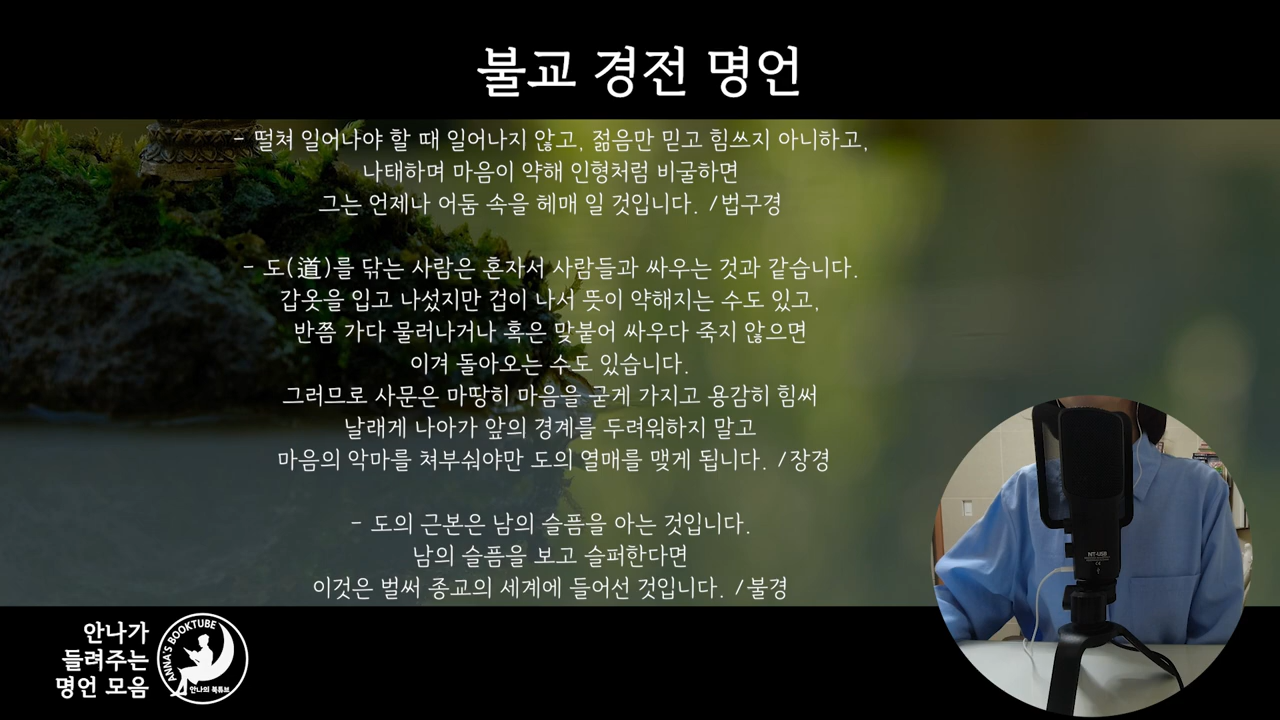 불교 경전 명언
- 떨쳐 일어나야 할 때 일어나지 않고, 젊음만 믿고 힘쓰지 아니하고,
나태하며 마음이 약해 인형처럼 비굴하면
그는 언제나 어둠 속을 헤매 일 것입니다. /법구경
- 도(道)를 닦는 사람은 혼자서 사람들과 싸우는 것과 같습니다.
갑옷을 입고 나섰지만 겁이 나서 뜻이 약해지는 수도 있고,
반쯤 가다 물러나거나 혹은 맞붙어 싸우다 죽지 않으면
이겨 돌아오는 수도 있습니다.
그러므로 사문은 마땅히 마음을 굳게 가지고 용감히 힘써
날래게 나아가 앞의 경계를 두려워하지 말고
마음의 악마를 쳐부숴야만 도의 열매를 맺게 됩니다. /장경
- 도의 근본은 남의 슬픔을 아는 것입니다.
남의 슬픔을 보고 슬퍼한다면
이것은 벌써 종교의 세계에 들어선 것입니다. /불경
안나가
들려주는
명언 모음
ANNA'S BOOKTUBE
안나의 북튜브
NT-USB